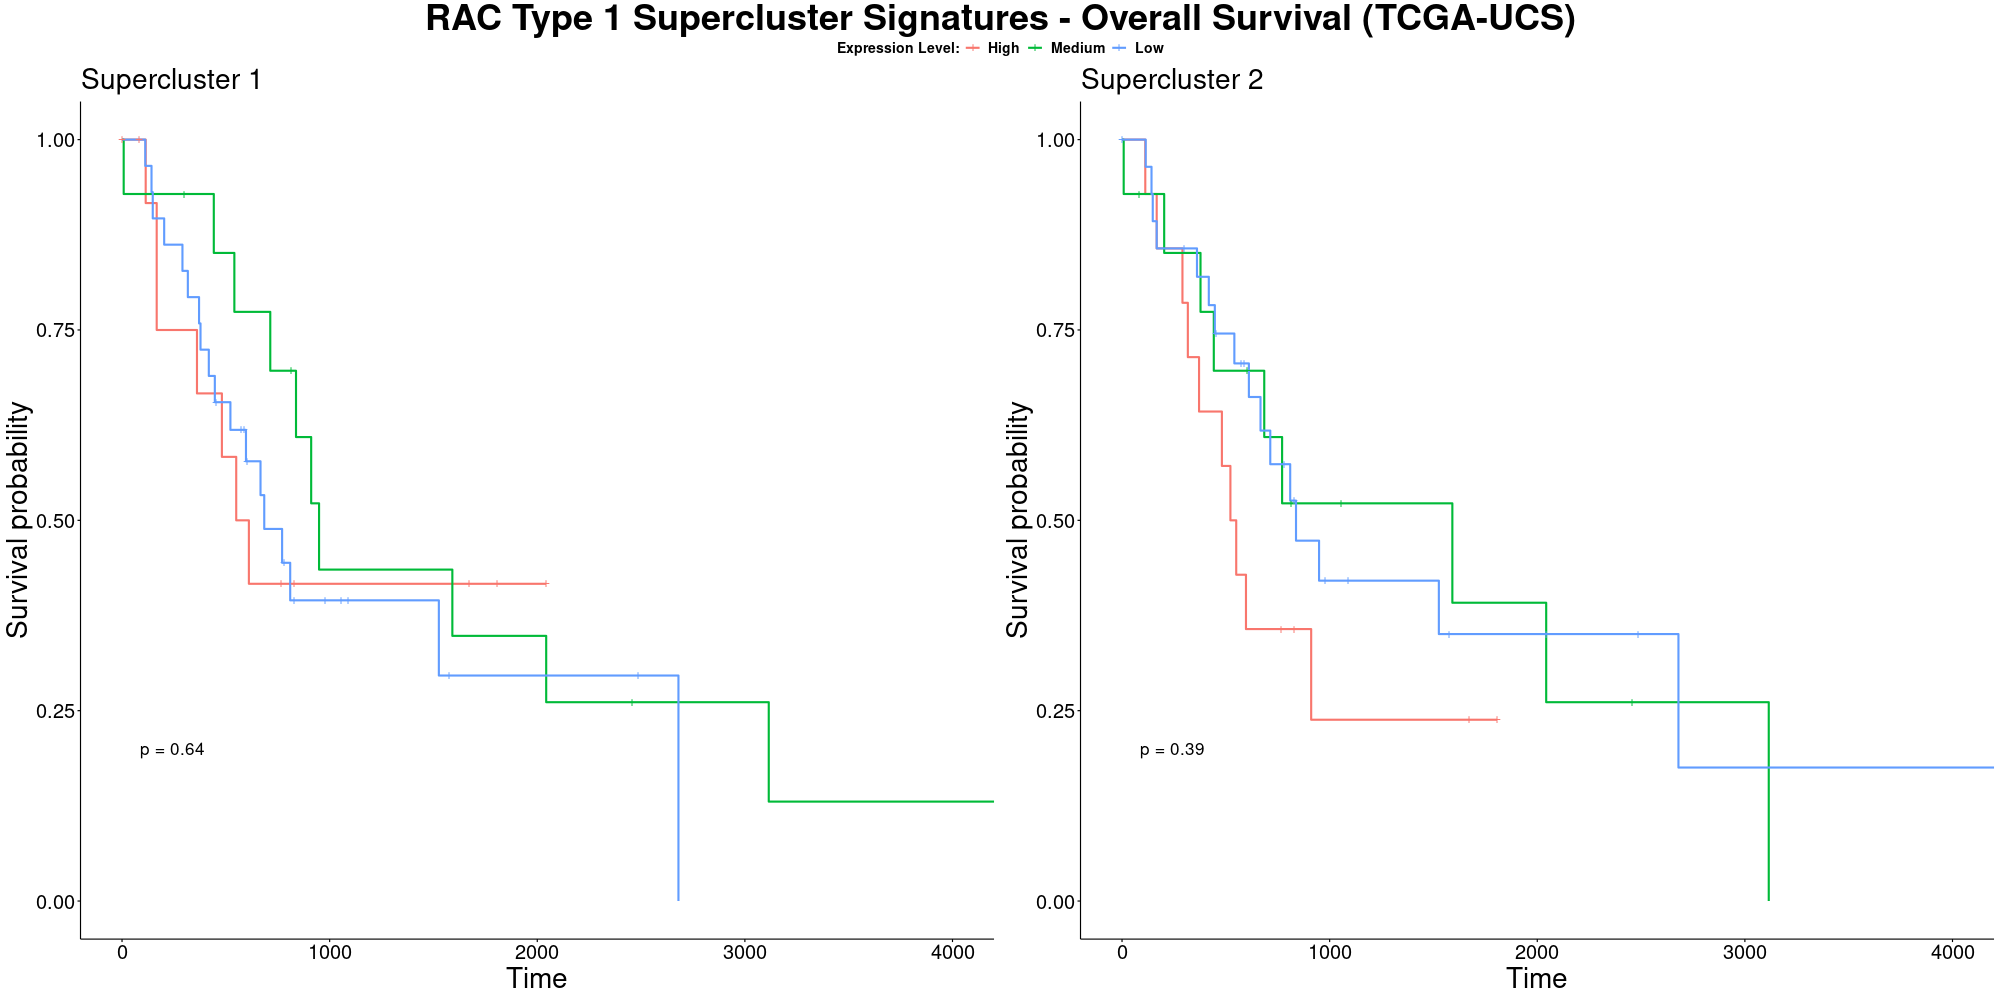 RAC Type 1 Supercluster Signatures - Overall Survival (TCGA-UCS)
Expression Level: High Medium Low
Supercluster 1
Survival probability
1.00
0.75
0.50
0.25
0.00
p = 0.64
0 1000 2000 3000 4000
Time
Supercluster 2
Survival probability
1.00
0.75
0.50
0.25
0.00
p = 0.39
0 1000 2000 3000 4000
Time